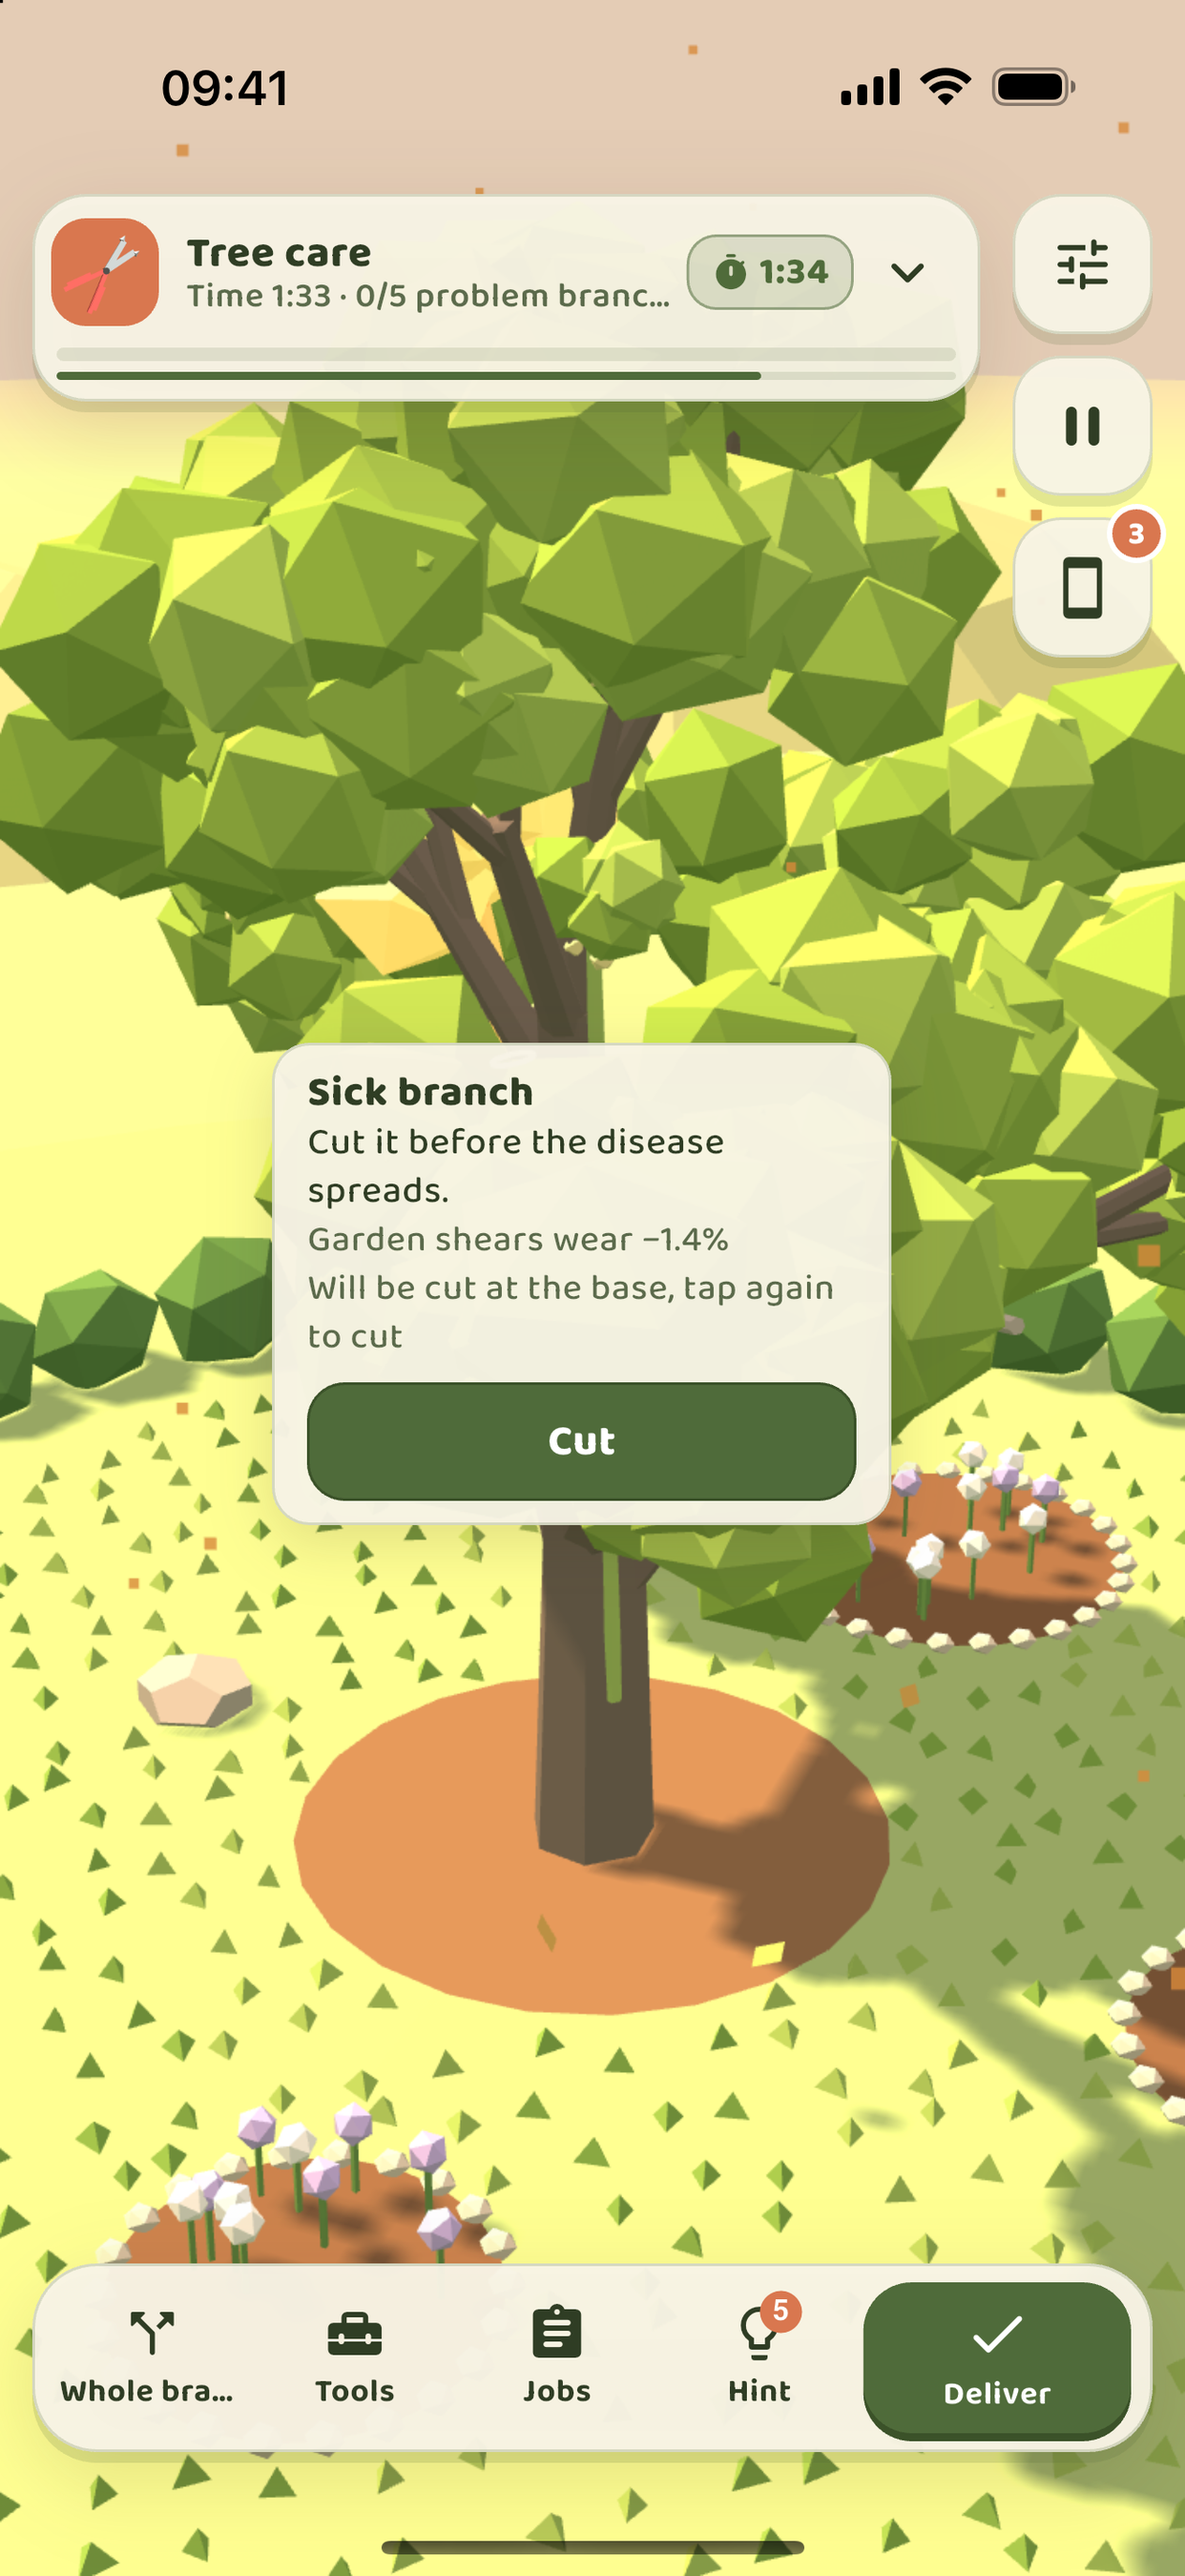 09:41
Tree care
Time 1:33 · 0/5 problem branc...
1:34
3
Sick branch
Cut it before the disease
spreads.
Garden shears wear −1.4%
Will be cut at the base, tap again
to cut
Cut
5
Whole bra...
Tools
Jobs
Hint
Deliver